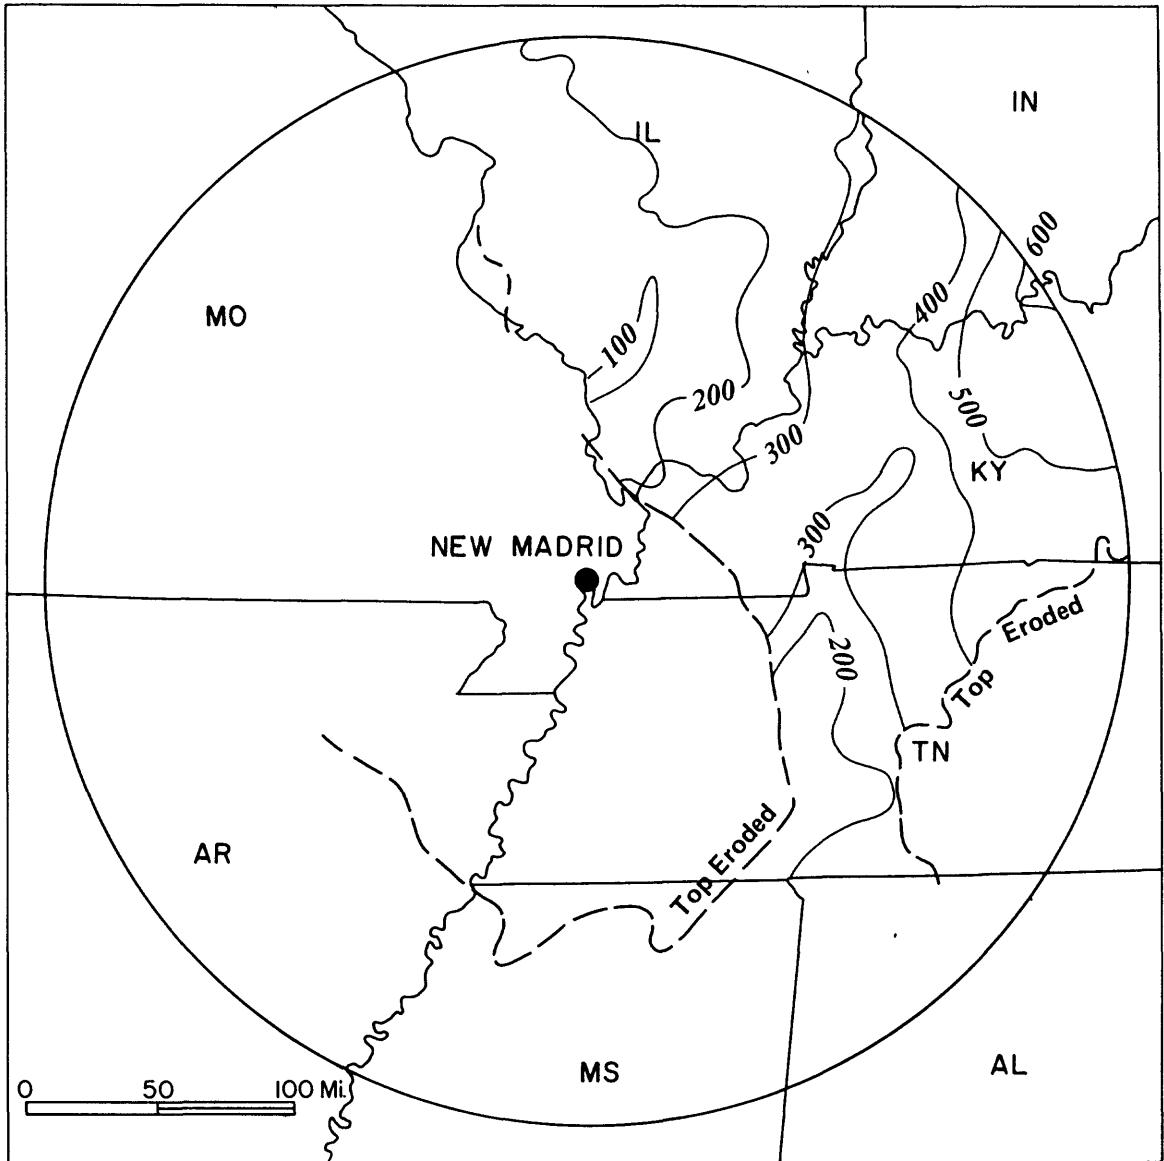 IN
IL
600
MO
400
100
200
500
300
KY
300
NEW MADRID
Eroded
200
Top
TN
Top Eroded
AR
MS
AL
0 50 100 Mi.